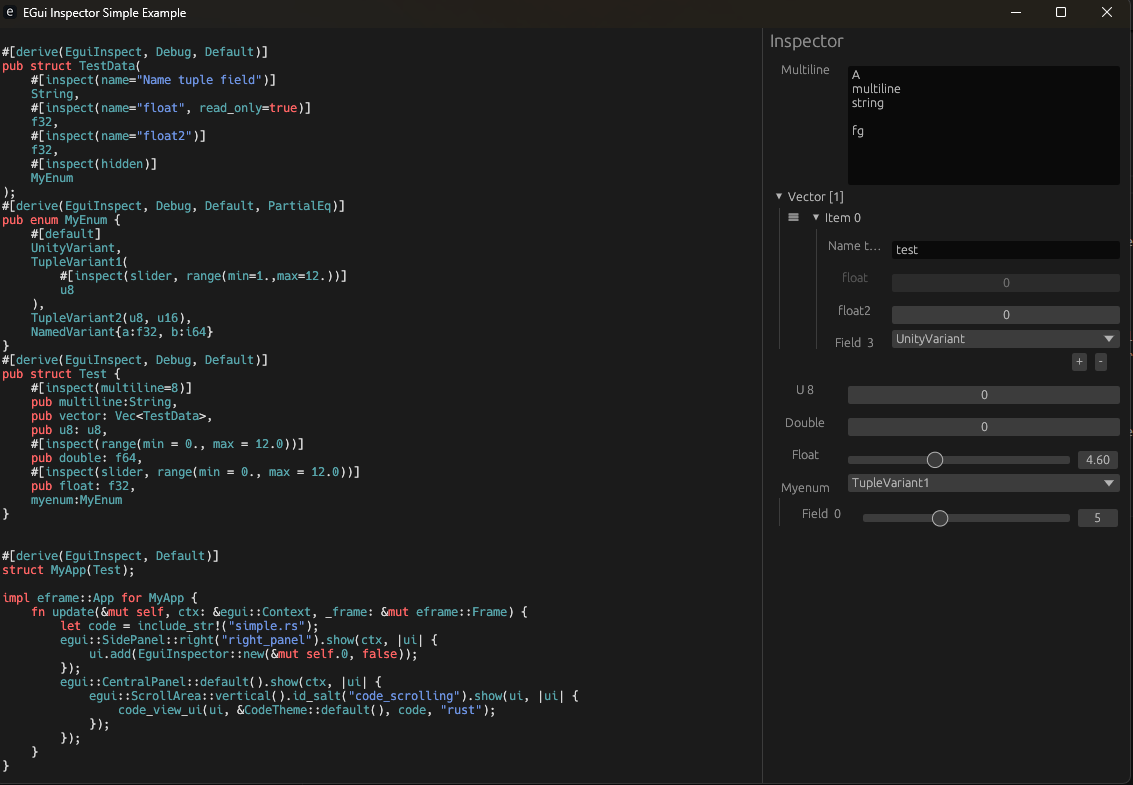 e EGui Inspector Simple Example
#[derive(EguiInspect, Debug, Default)]
pub struct TestData(
    #[inspect(name="Name tuple field")]
    String,
    #[inspect(name="float", read_only=true)]
    f32,
    #[inspect(name="float2")]
    f32,
    #[inspect(hidden)]
    MyEnum
);
#[derive(EguiInspect, Debug, Default, PartialEq)]
pub enum MyEnum {
    #[default]
    UnityVariant,
    TupleVariant1(
        #[inspect(slider, range(min=1.,max=12.))]
        u8
    ),
    TupleVariant2(u8, u16),
    NamedVariant{a:f32, b:i64}
}
#[derive(EguiInspect, Debug, Default)]
pub struct Test {
    #[inspect(multiline=8)]
    pub multiline:String,
    pub vector: Vec<TestData>,
    pub u8: u8,
    #[inspect(range(min = 0., max = 12.0))]
    pub double: f64,
    #[inspect(slider, range(min = 0., max = 12.0))]
    pub float: f32,
    myenum:MyEnum
}
#[derive(EguiInspect, Default)]
struct MyApp(Test);
impl eframe::App for MyApp {
    fn update(&mut self, ctx: &egui::Context, _frame: &mut eframe::Frame) {
        let code = include_str!("simple.rs");
        egui::SidePanel::right("right_panel").show(ctx, |ui| {
            ui.add(EguiInspector::new(&mut self.0, false));
        });
        egui::CentralPanel::default().show(ctx, |ui| {
            egui::ScrollArea::vertical().id_salt("code_scrolling").show(ui, |ui| {
                code_view_ui(ui, &CodeTheme::default(), code, "rust");
            });
        });
    }
}
Inspector
Multiline
A
multiline
string
fg
Vector [1]
Item 0
Name t… test
float 0
float2 0
Field 3 UnityVariant
+ -
U 8 0
Double 0
Float 4.60
Myenum TupleVariant1
Field 0 5